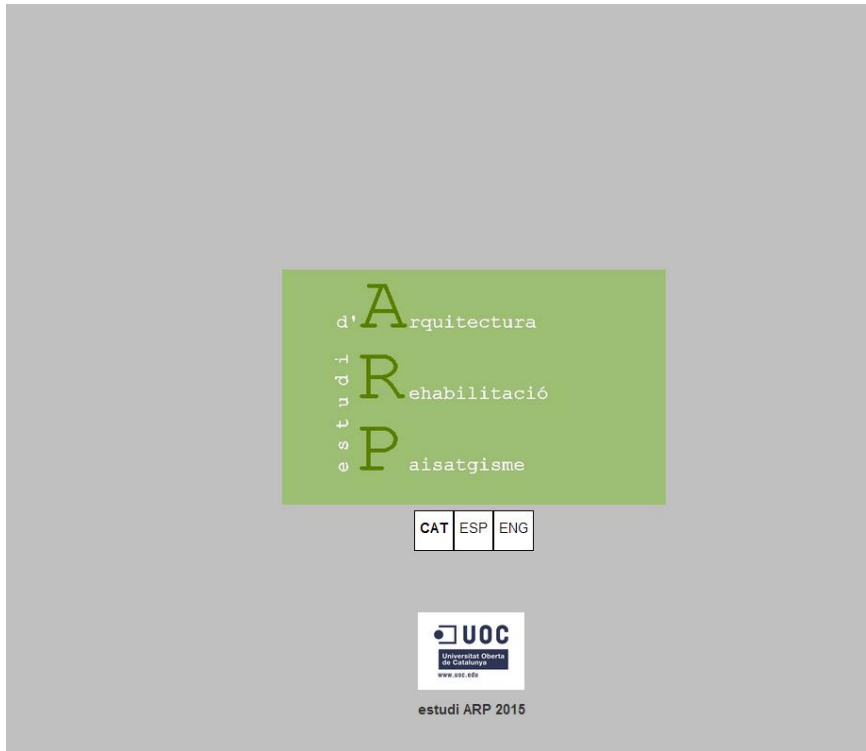 d'Arquitectura
estudi
Rehabilitació
Paisatgisme
CAT ESP ENG
UOC
Universitat Oberta
de Catalunya
www.uoc.edu
estudi ARP 2015